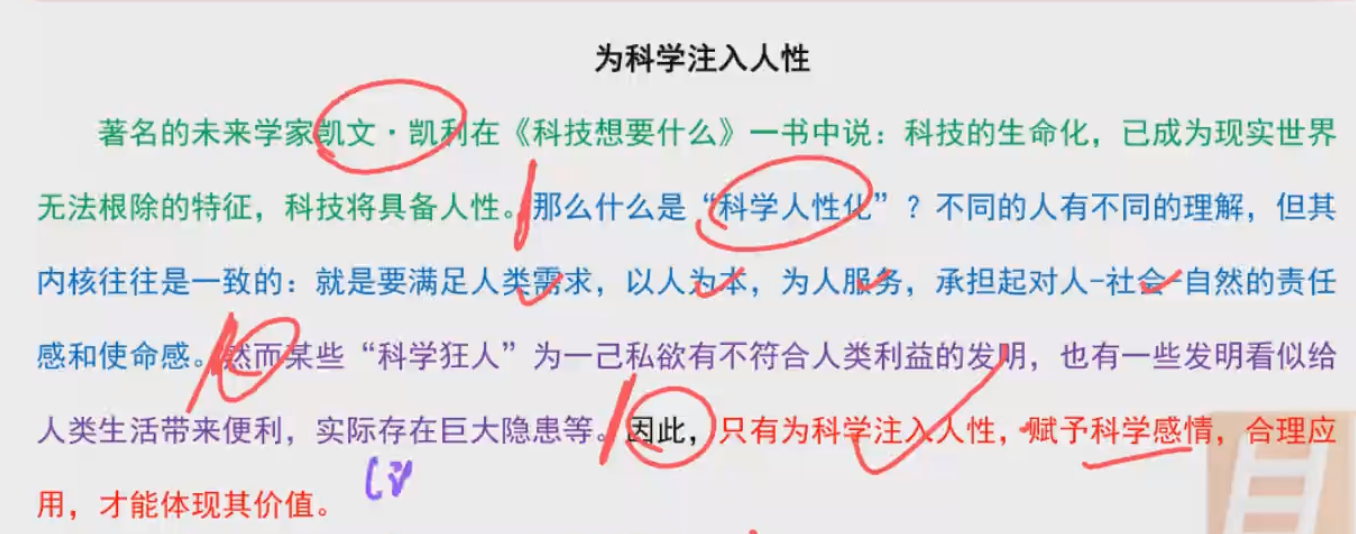 为科学注入人性
著名的未来学家凯文·凯利在《科技想要什么》一书中说：科技的生命化，已成为现实世界
无法根除的特征，科技将具备人性。那么什么是“科学人性化”？不同的人有不同的理解，但其
内核往往是一致的：就是要满足人类需求，以人为本，为人服务，承担起对人-社会-自然的责任
感和使命感。然而某些“科学狂人”为一己私欲有不符合人类利益的发明，也有一些发明看似给
人类生活带来便利，实际存在巨大隐患等。因此，只有为科学注入人性，赋予科学感情，合理应
用，才能体现其价值。